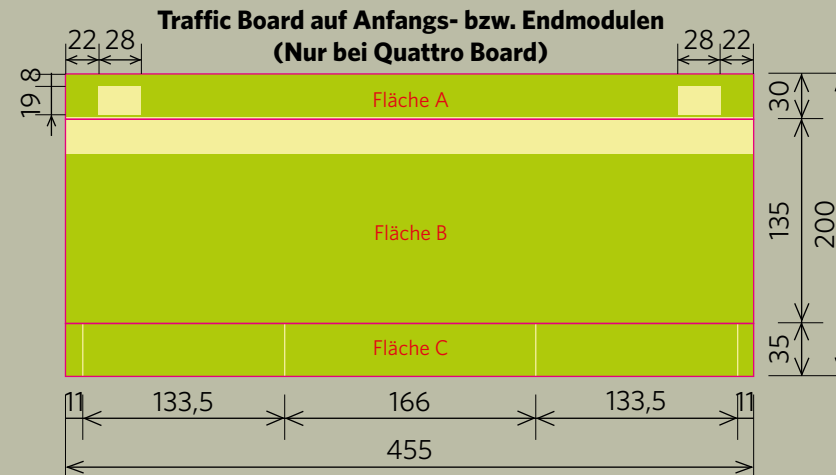 Traffic Board auf Anfangs- bzw. Endmodulen
(Nur bei Quattro Board)
22 28
28 22
8
19
Fläche A
30
Fläche B
135
200
Fläche C
35
11 133,5 166 133,5 11
455